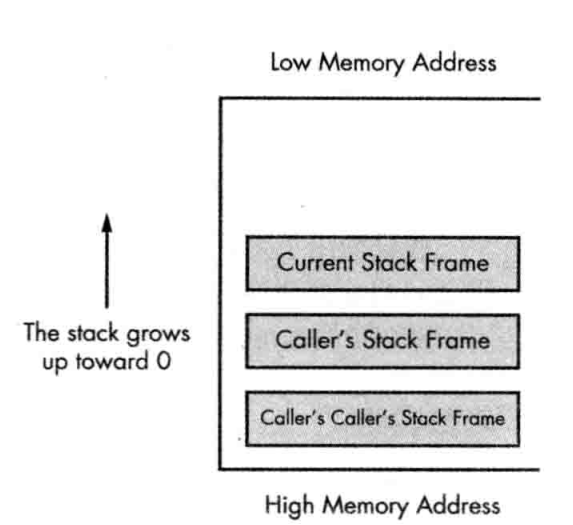 Low Memory Address
Current Stack Frame
The stack grows
up toward 0
Caller's Stack Frame
Caller's Caller's Stack Frame
High Memory Address